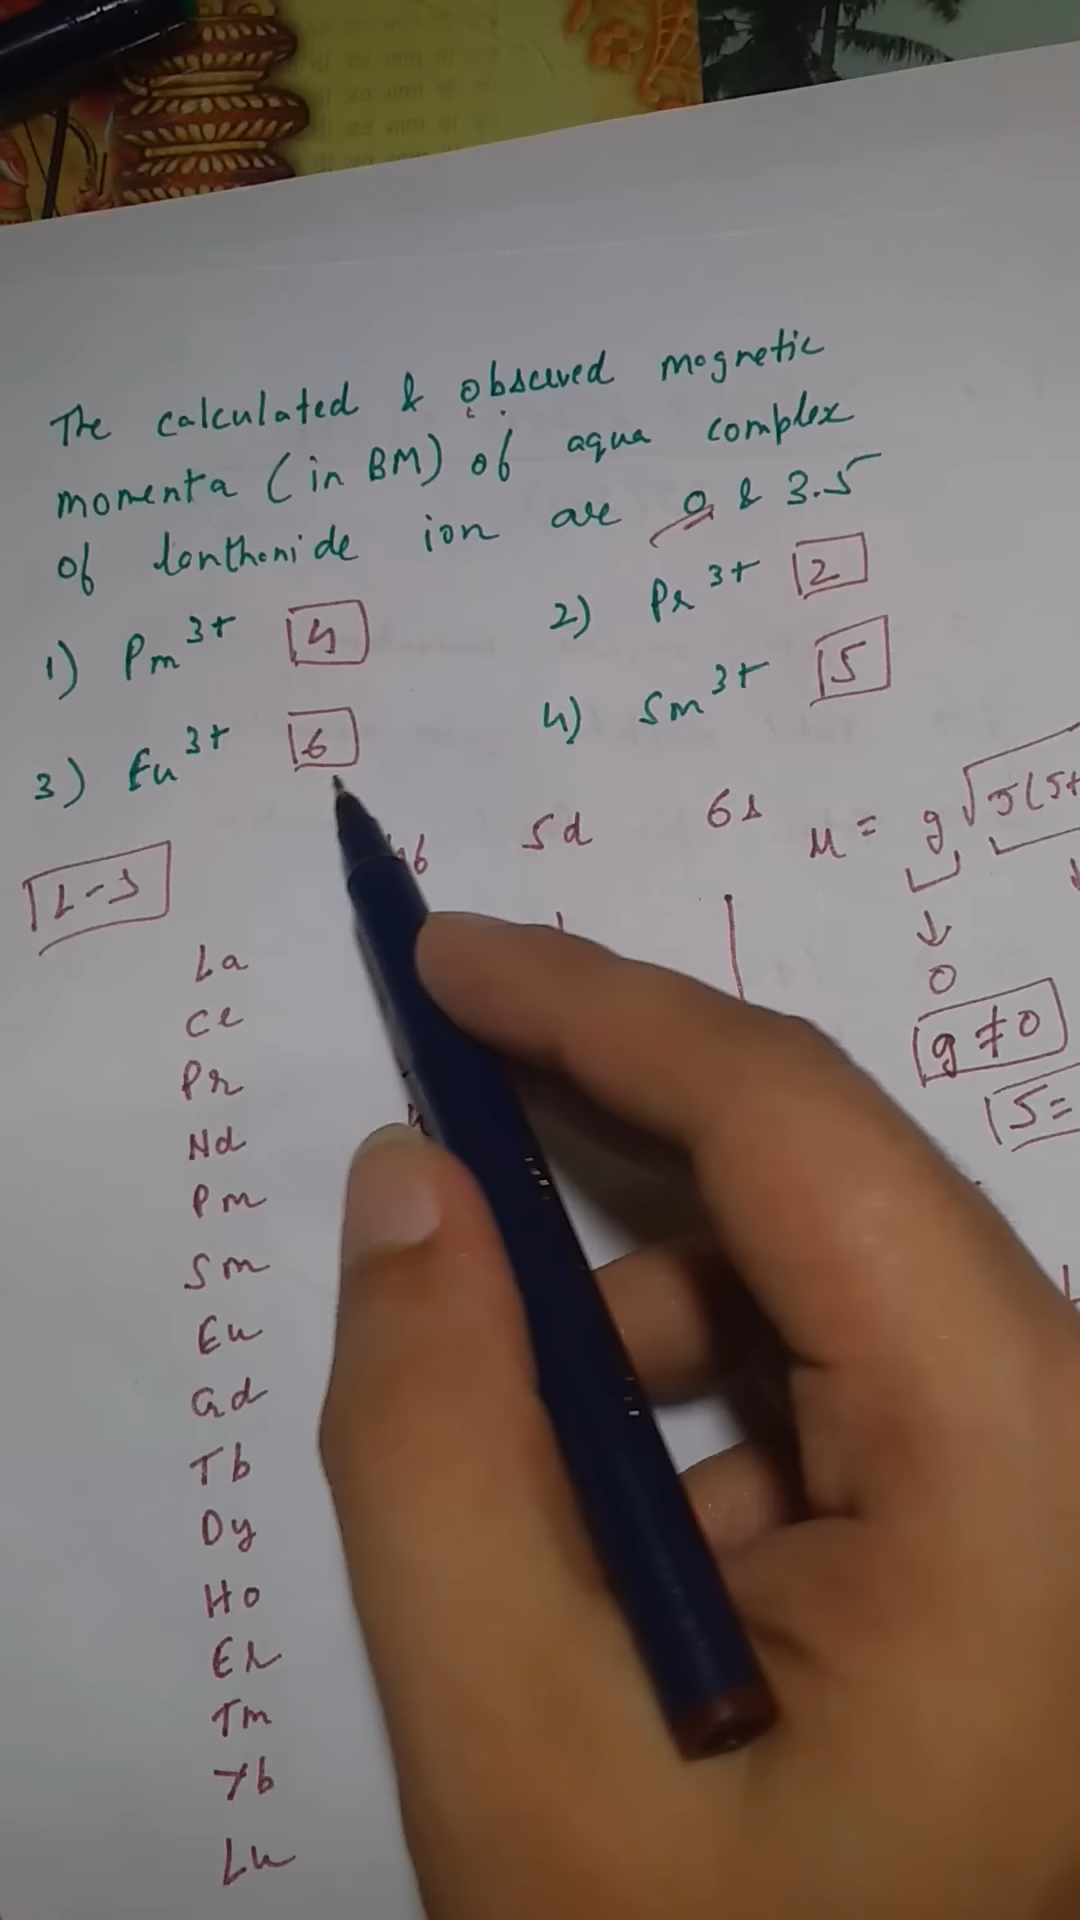 The calculated & observed magnetic
momenta (in BM) of aqua complex
of lanthanide ion are 0 & 3.5
1) Pm3+ 4 2) Pr3+ 2
3) Eu3+ 6 4) Sm3+ 5
5d 6s μ = g√J(J+
L-S
↓
0
g ≠ 0
La
Ce
Pr
Nd
Pm
Sm
Eu
Gd
Tb
Dy
Ho
Er
Tm
Yb
Lu